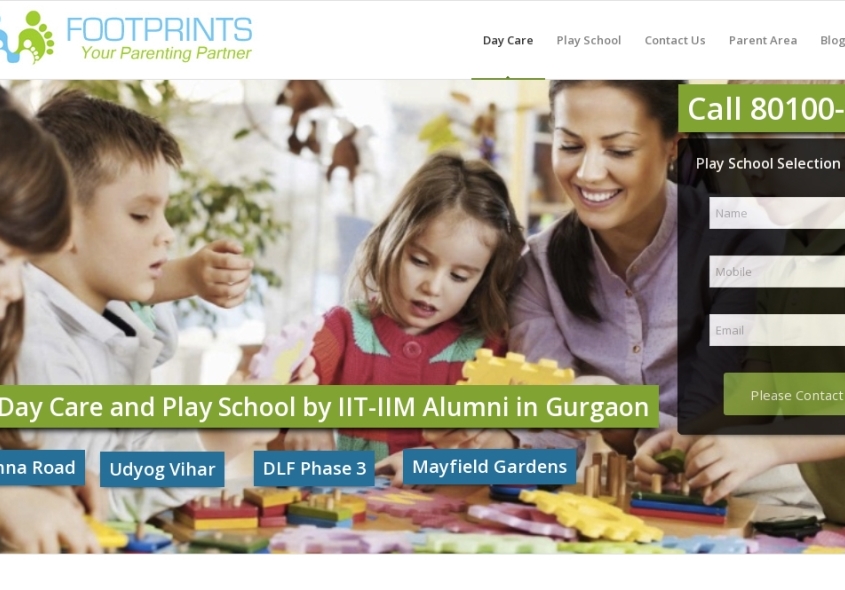 FOOTPRINTS
Your Parenting Partner
Day Care Play School Contact Us Parent Area Blog
Call 80100-
Play School Selection
Name
Mobile
Email
Please Contact
Day Care and Play School by IIT-IIM Alumni in Gurgaon
nna Road Udyog Vihar DLF Phase 3 Mayfield Gardens